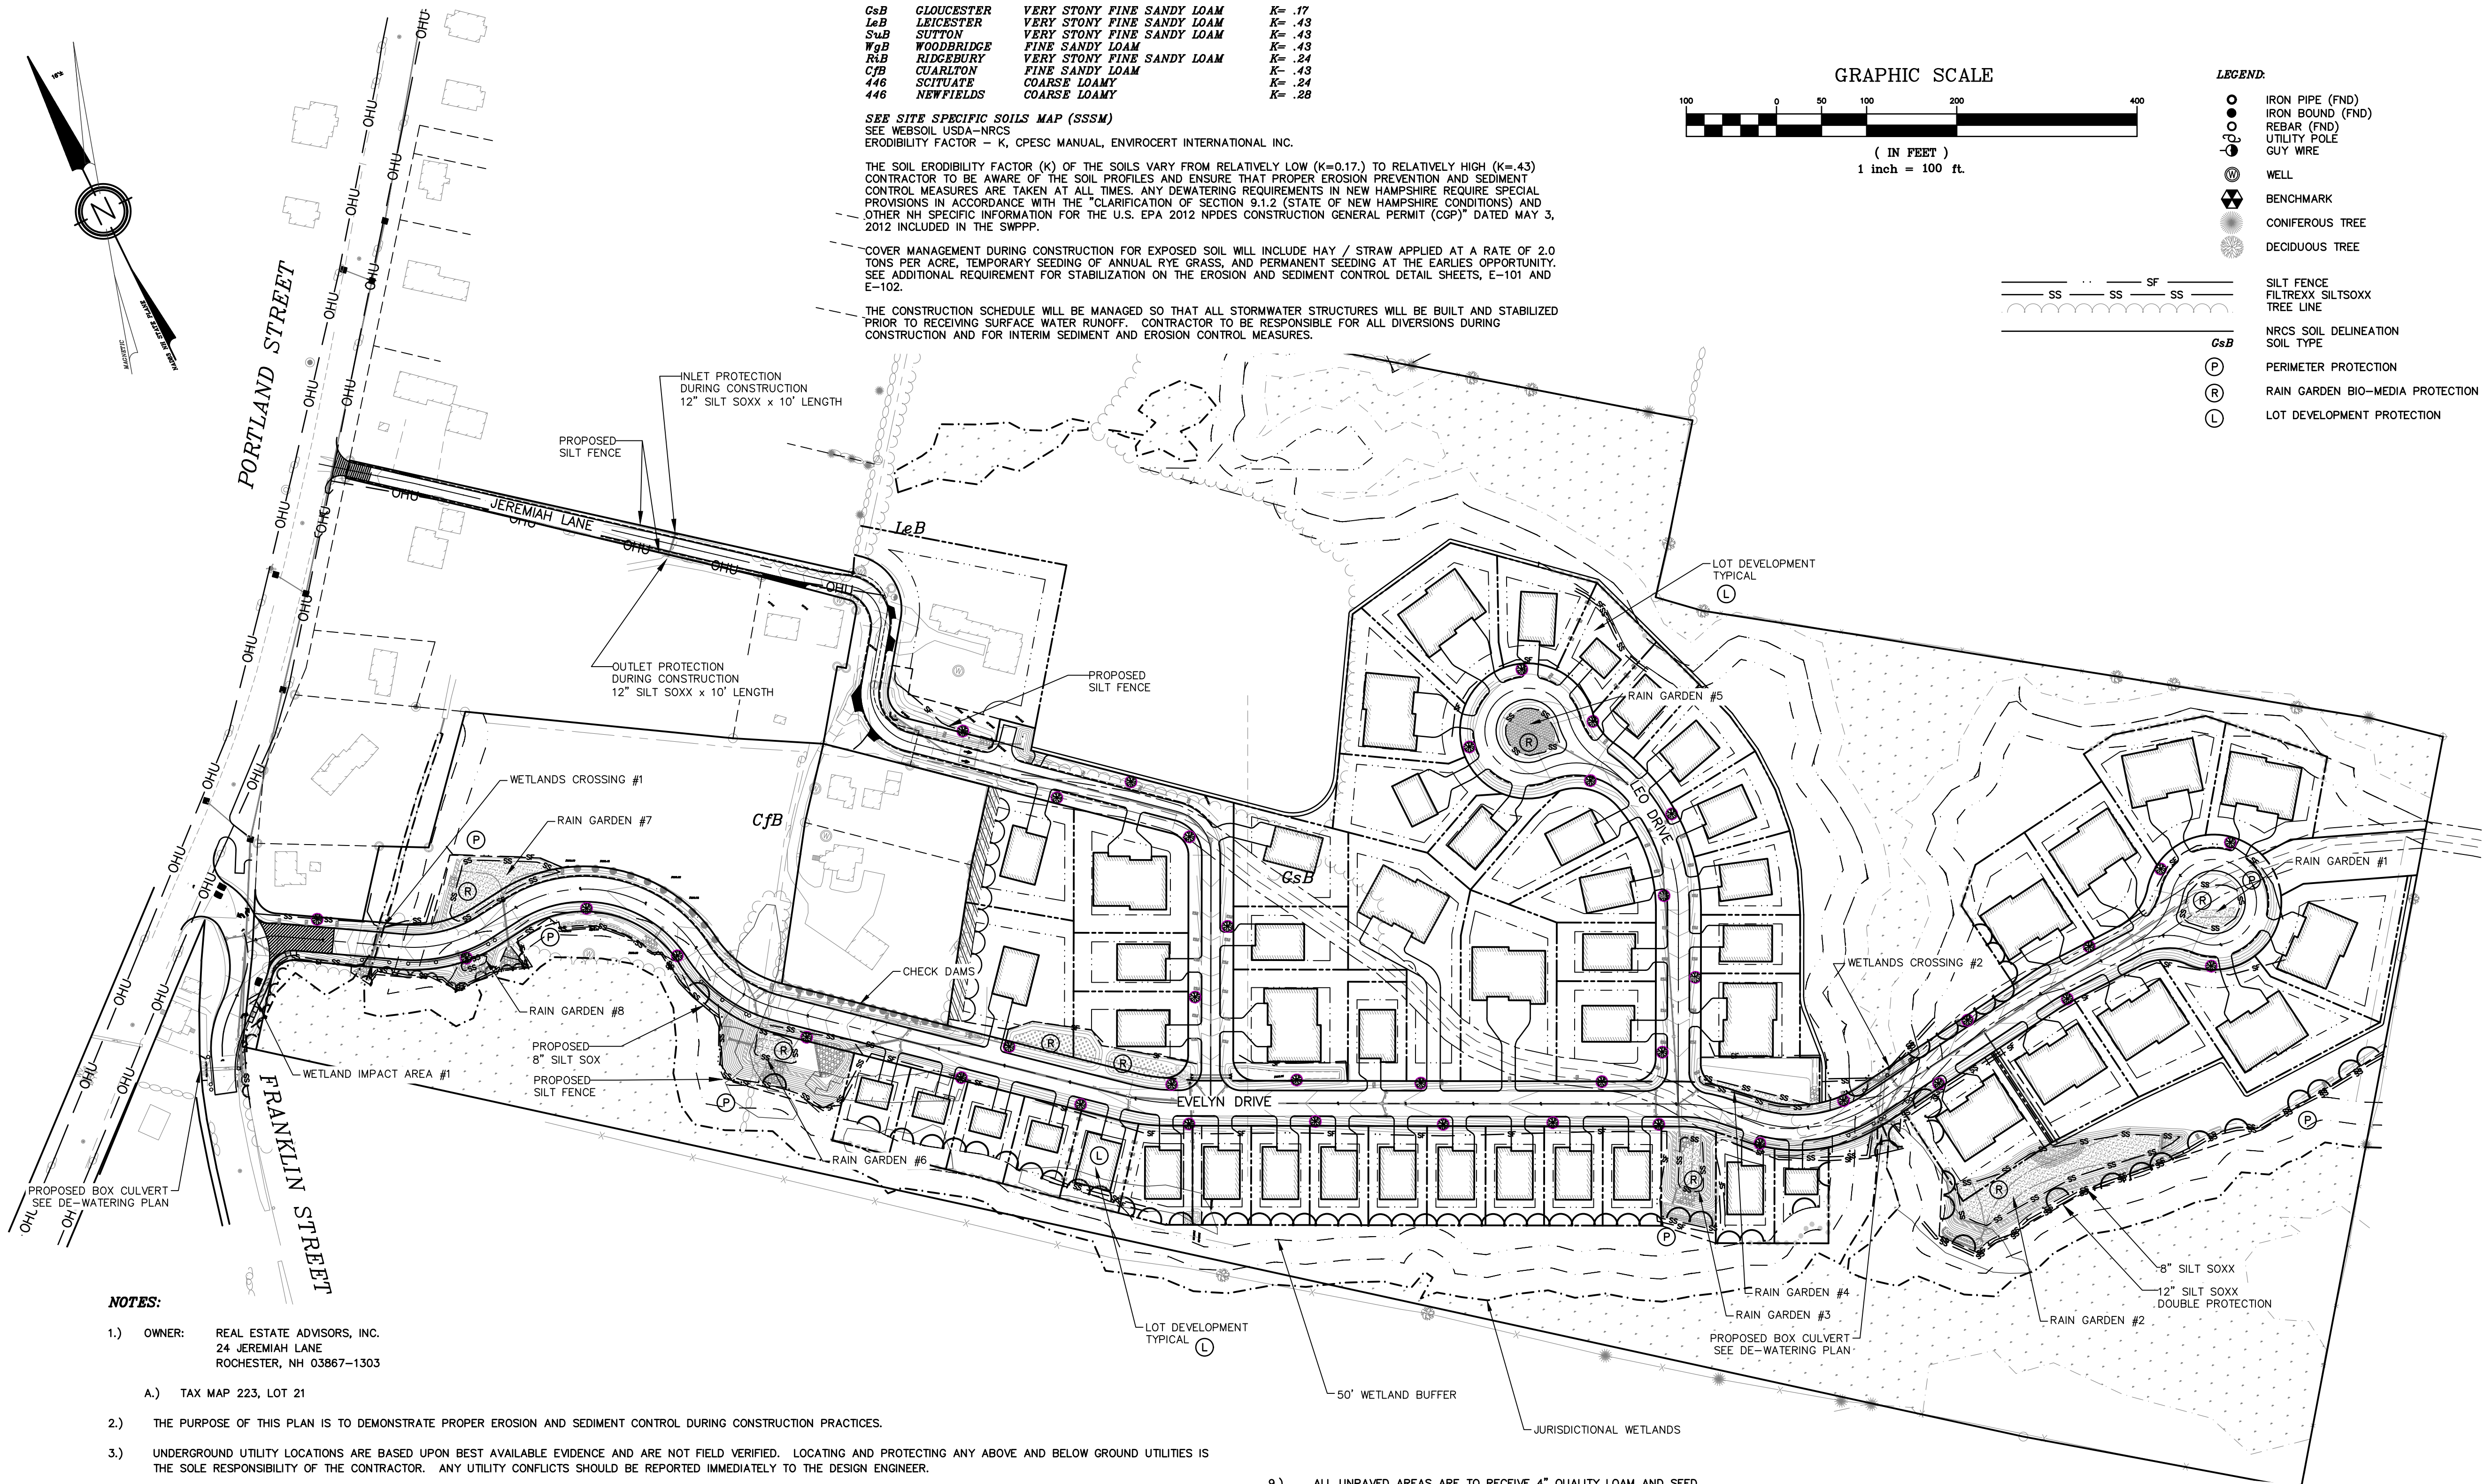 GsB GLOUCESTER VERY STONY FINE SANDY LOAM K= .17
LeB LEICESTER VERY STONY FINE SANDY LOAM K= .43
SuB SUTTON VERY STONY FINE SANDY LOAM K= .43
WgB WOODBRIDGE FINE SANDY LOAM K= .43
RiB RIDGEBURY VERY STONY FINE SANDY LOAM K= .24
CfB CUARLTON FINE SANDY LOAM K- .43
446 SCITUATE COARSE LOAMY K= .24
446 NEWFIELDS COARSE LOAMY K= .28
SEE SITE SPECIFIC SOILS MAP (SSSM)
SEE WEBSOIL USDA-NRCS
ERODIBILITY FACTOR - K, CPESC MANUAL, ENVIROCERT INTERNATIONAL INC.
THE SOIL ERODIBILITY FACTOR (K) OF THE SOILS VARY FROM RELATIVELY LOW (K=0.17.) TO RELATIVELY HIGH (K=.43)
CONTRACTOR TO BE AWARE OF THE SOIL PROFILES AND ENSURE THAT PROPER EROSION PREVENTION AND SEDIMENT
CONTROL MEASURES ARE TAKEN AT ALL TIMES. ANY DEWATERING REQUIREMENTS IN NEW HAMPSHIRE REQUIRE SPECIAL
PROVISIONS IN ACCORDANCE WITH THE "CLARIFICATION OF SECTION 9.1.2 (STATE OF NEW HAMPSHIRE CONDITIONS) AND
OTHER NH SPECIFIC INFORMATION FOR THE U.S. EPA 2012 NPDES CONSTRUCTION GENERAL PERMIT (CGP)" DATED MAY 3,
2012 INCLUDED IN THE SWPPP.
COVER MANAGEMENT DURING CONSTRUCTION FOR EXPOSED SOIL WILL INCLUDE HAY / STRAW APPLIED AT A RATE OF 2.0
TONS PER ACRE, TEMPORARY SEEDING OF ANNUAL RYE GRASS, AND PERMANENT SEEDING AT THE EARLIES OPPORTUNITY.
SEE ADDITIONAL REQUIREMENT FOR STABILIZATION ON THE EROSION AND SEDIMENT CONTROL DETAIL SHEETS, E-101 AND
E-102.
THE CONSTRUCTION SCHEDULE WILL BE MANAGED SO THAT ALL STORMWATER STRUCTURES WILL BE BUILT AND STABILIZED
PRIOR TO RECEIVING SURFACE WATER RUNOFF. CONTRACTOR TO BE RESPONSIBLE FOR ALL DIVERSIONS DURING
CONSTRUCTION AND FOR INTERIM SEDIMENT AND EROSION CONTROL MEASURES.
GRAPHIC SCALE
100 0 50 100 200 400
( IN FEET )
1 inch = 100 ft.
LEGEND:
IRON PIPE (FND)
IRON BOUND (FND)
REBAR (FND)
UTILITY POLE
GUY WIRE
W WELL
BENCHMARK
CONIFEROUS TREE
DECIDUOUS TREE
SF SILT FENCE
SS SS SS FILTREXX SILTSOXX
TREE LINE
NRCS SOIL DELINEATION
GsB SOIL TYPE
P PERIMETER PROTECTION
R RAIN GARDEN BIO-MEDIA PROTECTION
L LOT DEVELOPMENT PROTECTION
N
MAGNETIC
NAD83 NH STATE PLANE
PORTLAND STREET
OHU
INLET PROTECTION
DURING CONSTRUCTION
12" SILT SOXX x 10' LENGTH
PROPOSED
SILT FENCE
JEREMIAH LANE
LeB
OUTLET PROTECTION
DURING CONSTRUCTION
12" SILT SOXX x 10' LENGTH
PROPOSED
SILT FENCE
LOT DEVELOPMENT
TYPICAL
L
RAIN GARDEN #5
R
LEO DRIVE
WETLANDS CROSSING #1
RAIN GARDEN #7
P
R
CfB
GsB
RAIN GARDEN #1
P
R
CHECK DAMS
WETLANDS CROSSING #2
RAIN GARDEN #8
P
PROPOSED
8" SILT SOX
PROPOSED
SILT FENCE
R
P
WETLAND IMPACT AREA #1
FRANKLIN STREET
EVELYN DRIVE
RAIN GARDEN #6
L
R
P
PROPOSED BOX CULVERT
SEE DE-WATERING PLAN
8" SILT SOXX
12" SILT SOXX
DOUBLE PROTECTION
RAIN GARDEN #4
RAIN GARDEN #3
RAIN GARDEN #2
PROPOSED BOX CULVERT
SEE DE-WATERING PLAN
LOT DEVELOPMENT
TYPICAL
L
50' WETLAND BUFFER
JURISDICTIONAL WETLANDS
NOTES:
1.) OWNER: REAL ESTATE ADVISORS, INC.
24 JEREMIAH LANE
ROCHESTER, NH 03867-1303
A.) TAX MAP 223, LOT 21
2.) THE PURPOSE OF THIS PLAN IS TO DEMONSTRATE PROPER EROSION AND SEDIMENT CONTROL DURING CONSTRUCTION PRACTICES.
3.) UNDERGROUND UTILITY LOCATIONS ARE BASED UPON BEST AVAILABLE EVIDENCE AND ARE NOT FIELD VERIFIED. LOCATING AND PROTECTING ANY ABOVE AND BELOW GROUND UTILITIES IS
THE SOLE RESPONSIBILITY OF THE CONTRACTOR. ANY UTILITY CONFLICTS SHOULD BE REPORTED IMMEDIATELY TO THE DESIGN ENGINEER.
9.) ALL UNPAVED AREAS ARE TO RECEIVE 4" QUALITY LOAM AND SEED